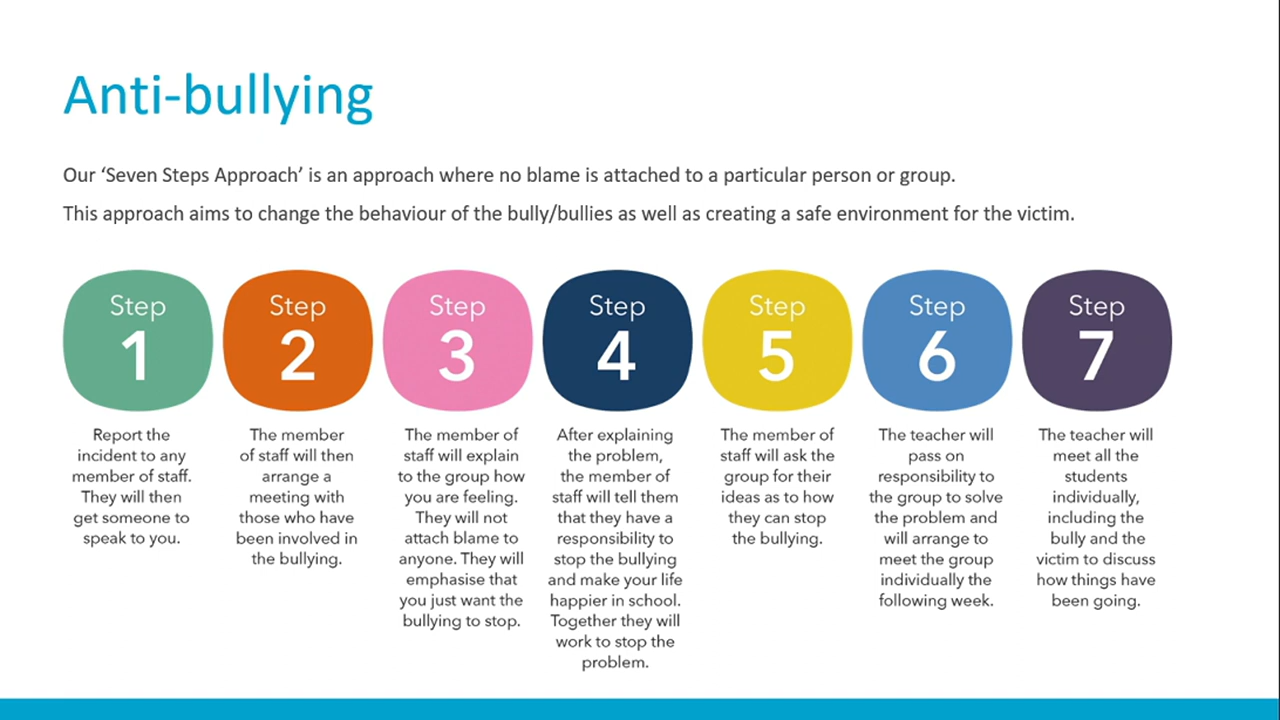 Anti-bullying
Our ‘Seven Steps Approach’ is an approach where no blame is attached to a particular person or group.
This approach aims to change the behaviour of the bully/bullies as well as creating a safe environment for the victim.
Step
1
Report the
incident to any
member of staff.
They will then
get someone to
speak to you.
Step
2
The member
of staff will then
arrange a
meeting with
those who have
been involved in
the bullying.
Step
3
The member of
staff will explain
to the group how
you are feeling.
They will not
attach blame to
anyone. They will
emphasise that
you just want the
bullying to stop.
Step
4
After explaining
the problem,
the member of
staff will tell them
that they have a
responsibility to
stop the bullying
and make your life
happier in school.
Together they will
work to stop the
problem.
Step
5
The member of
staff will ask the
group for their
ideas as to how
they can stop
the bullying.
Step
6
The teacher will
pass on
responsibility to
the group to solve
the problem and
will arrange to
meet the group
individually the
following week.
Step
7
The teacher will
meet all the
students
individually,
including the
bully and the
victim to discuss
how things have
been going.